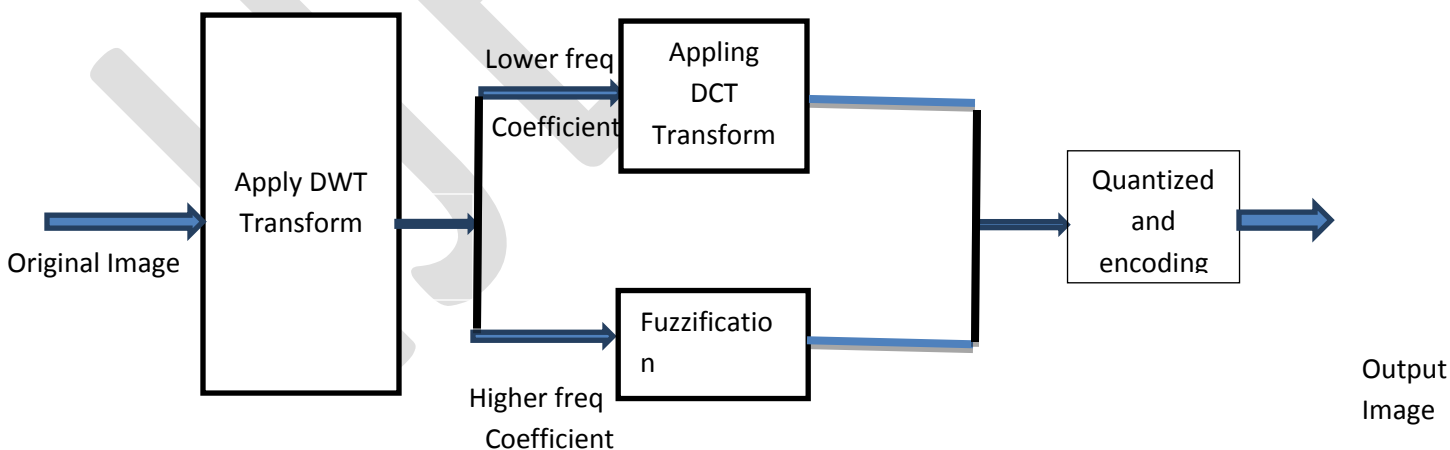 Original Image
Apply DWT
Transform
Lower freq
Coefficient
Appling
DCT
Transform
Higher freq
Coefficient
Fuzzificatio
n
Quantized
and
encoding
Output
Image